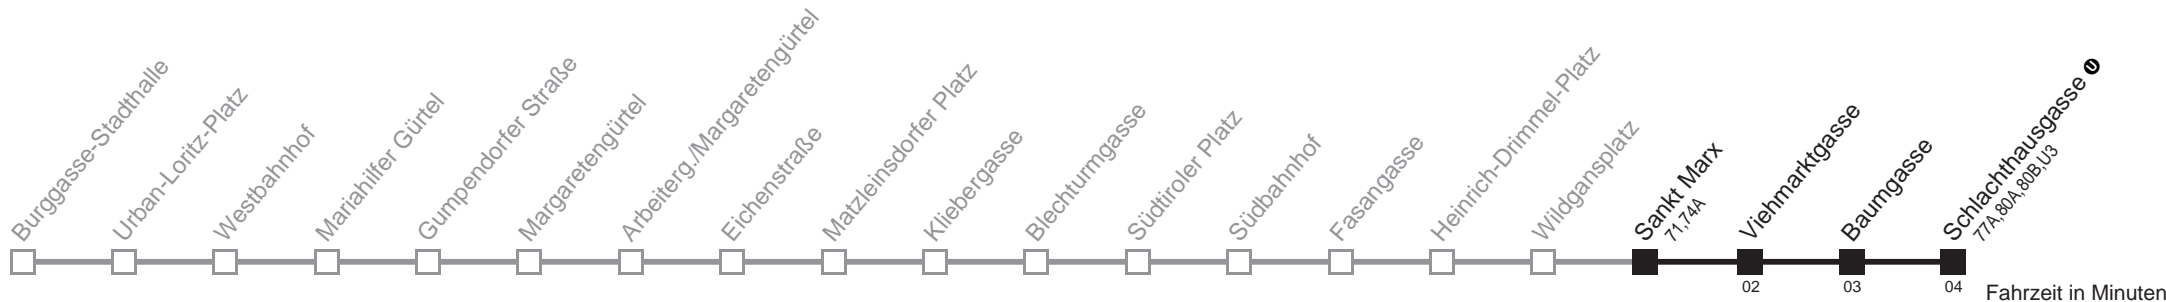 Burggasse-Stadthalle
Urban-Loritz-Platz
Westbahnhof
Mariahilfer Gürtel
Gumpendorfer Straße
Margaretengürtel
Arbeiterg./Margaretengürtel
Eichenstraße
Matzleinsdorfer Platz
Kliebergasse
Blechturmgasse
Südtiroler Platz
Südbahnhof
Fasangasse
Heinrich-Drimmel-Platz
Wildgansplatz
Sankt Marx
71,74A
Viehmarktgasse
Baumgasse
Schlachthausgasse U
77A,80A,80B,U3
02
03
04
Fahrzeit in Minuten